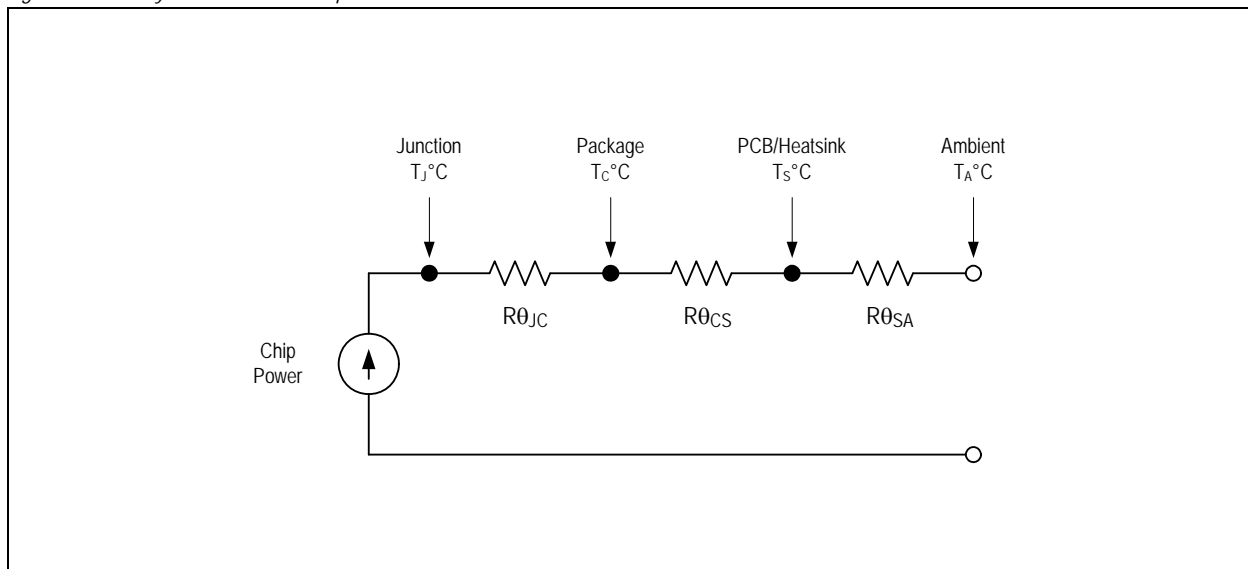 Junction
TJ°C
Package
TC°C
PCB/Heatsink
TS°C
Ambient
TA°C
RθJC
RθCS
RθSA
Chip
Power